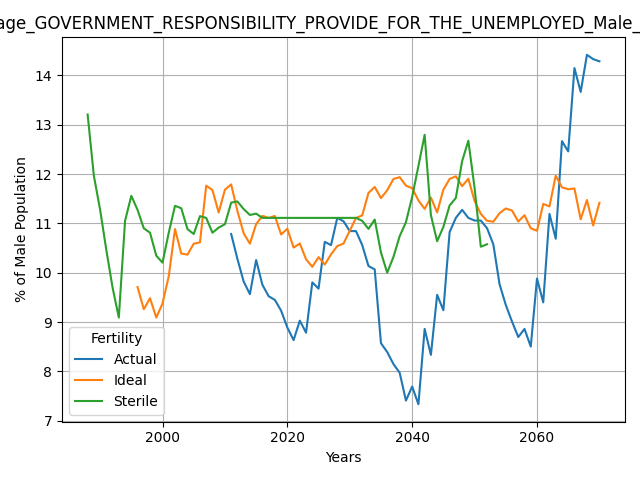 age_GOVERNMENT_RESPONSIBILITY_PROVIDE_FOR_THE_UNEMPLOYED_Male_
14
13
12
11
10
9
8
7
% of Male Population
Fertility
Actual
Ideal
Sterile
2000
2020
2040
2060
Years